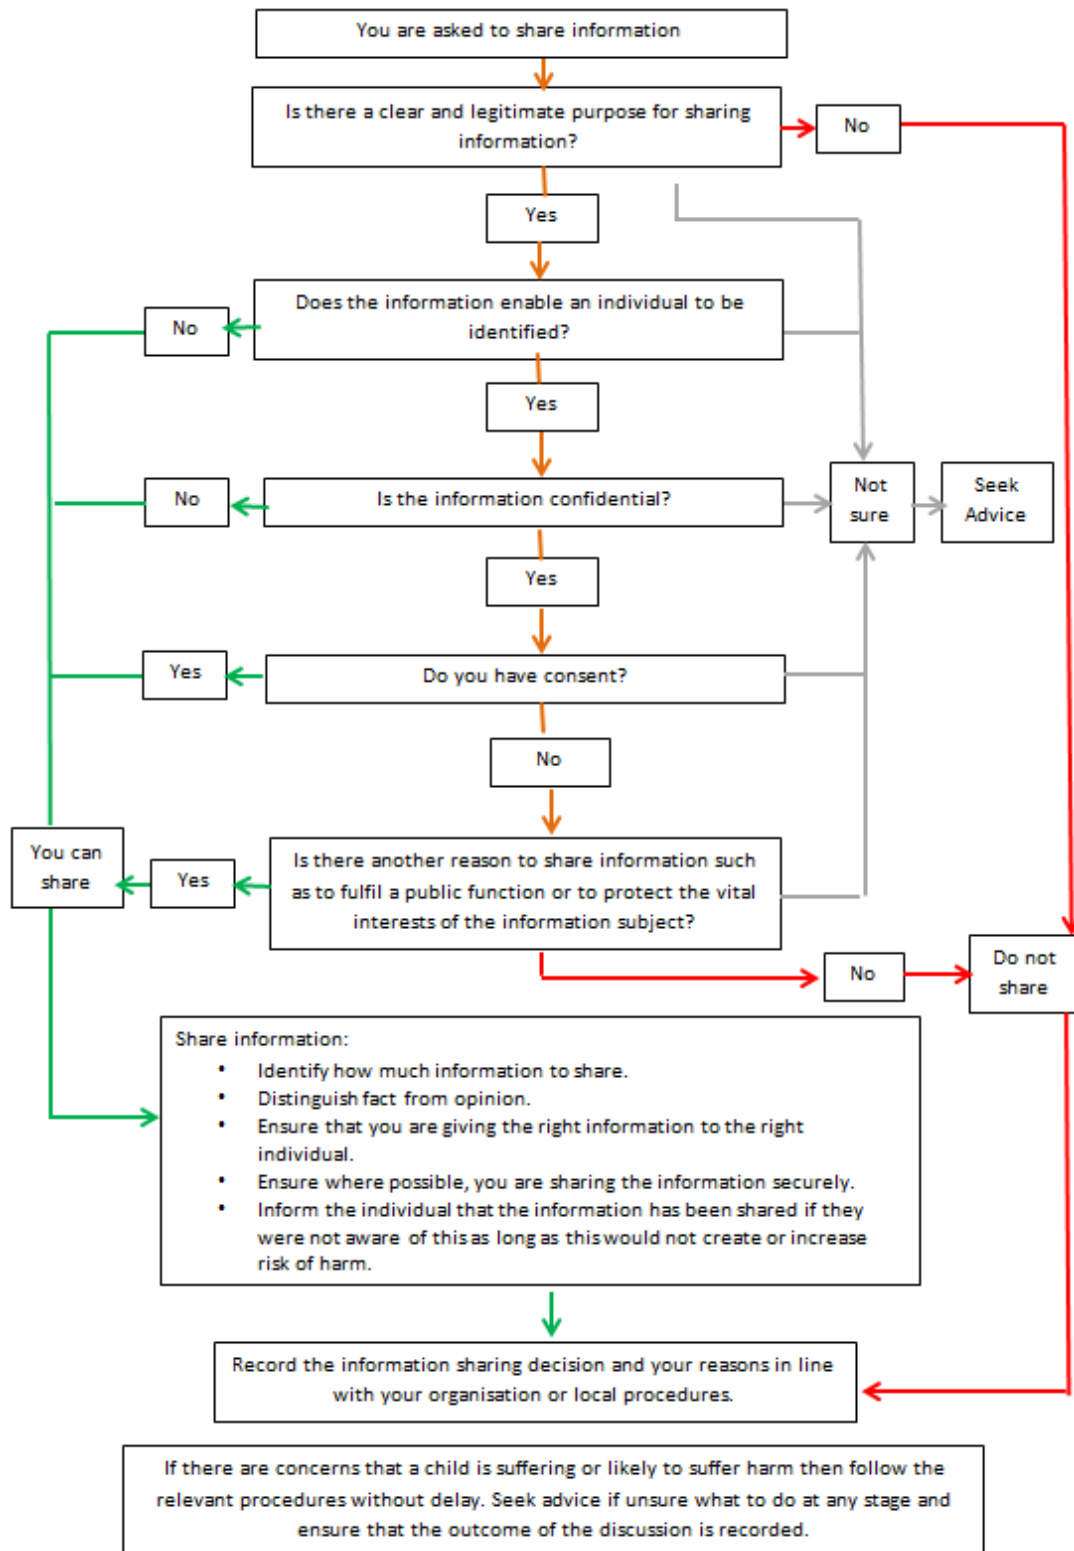 You are asked to share information
Is there a clear and legitimate purpose for sharing
information?
No
Yes
Does the information enable an individual to be
identified?
No
Yes
Is the information confidential?
No
Not
sure
Seek
Advice
Yes
Do you have consent?
Yes
No
You can
share
Yes
Is there another reason to share information such
as to fulfil a public function or to protect the vital
interests of the information subject?
No
Do not
share
Share information:
• Identify how much information to share.
• Distinguish fact from opinion.
• Ensure that you are giving the right information to the right
individual.
• Ensure where possible, you are sharing the information securely.
• Inform the individual that the information has been shared if they
were not aware of this as long as this would not create or increase
risk of harm.
Record the information sharing decision and your reasons in line
with your organisation or local procedures.
If there are concerns that a child is suffering or likely to suffer harm then follow the
relevant procedures without delay. Seek advice if unsure what to do at any stage and
ensure that the outcome of the discussion is recorded.